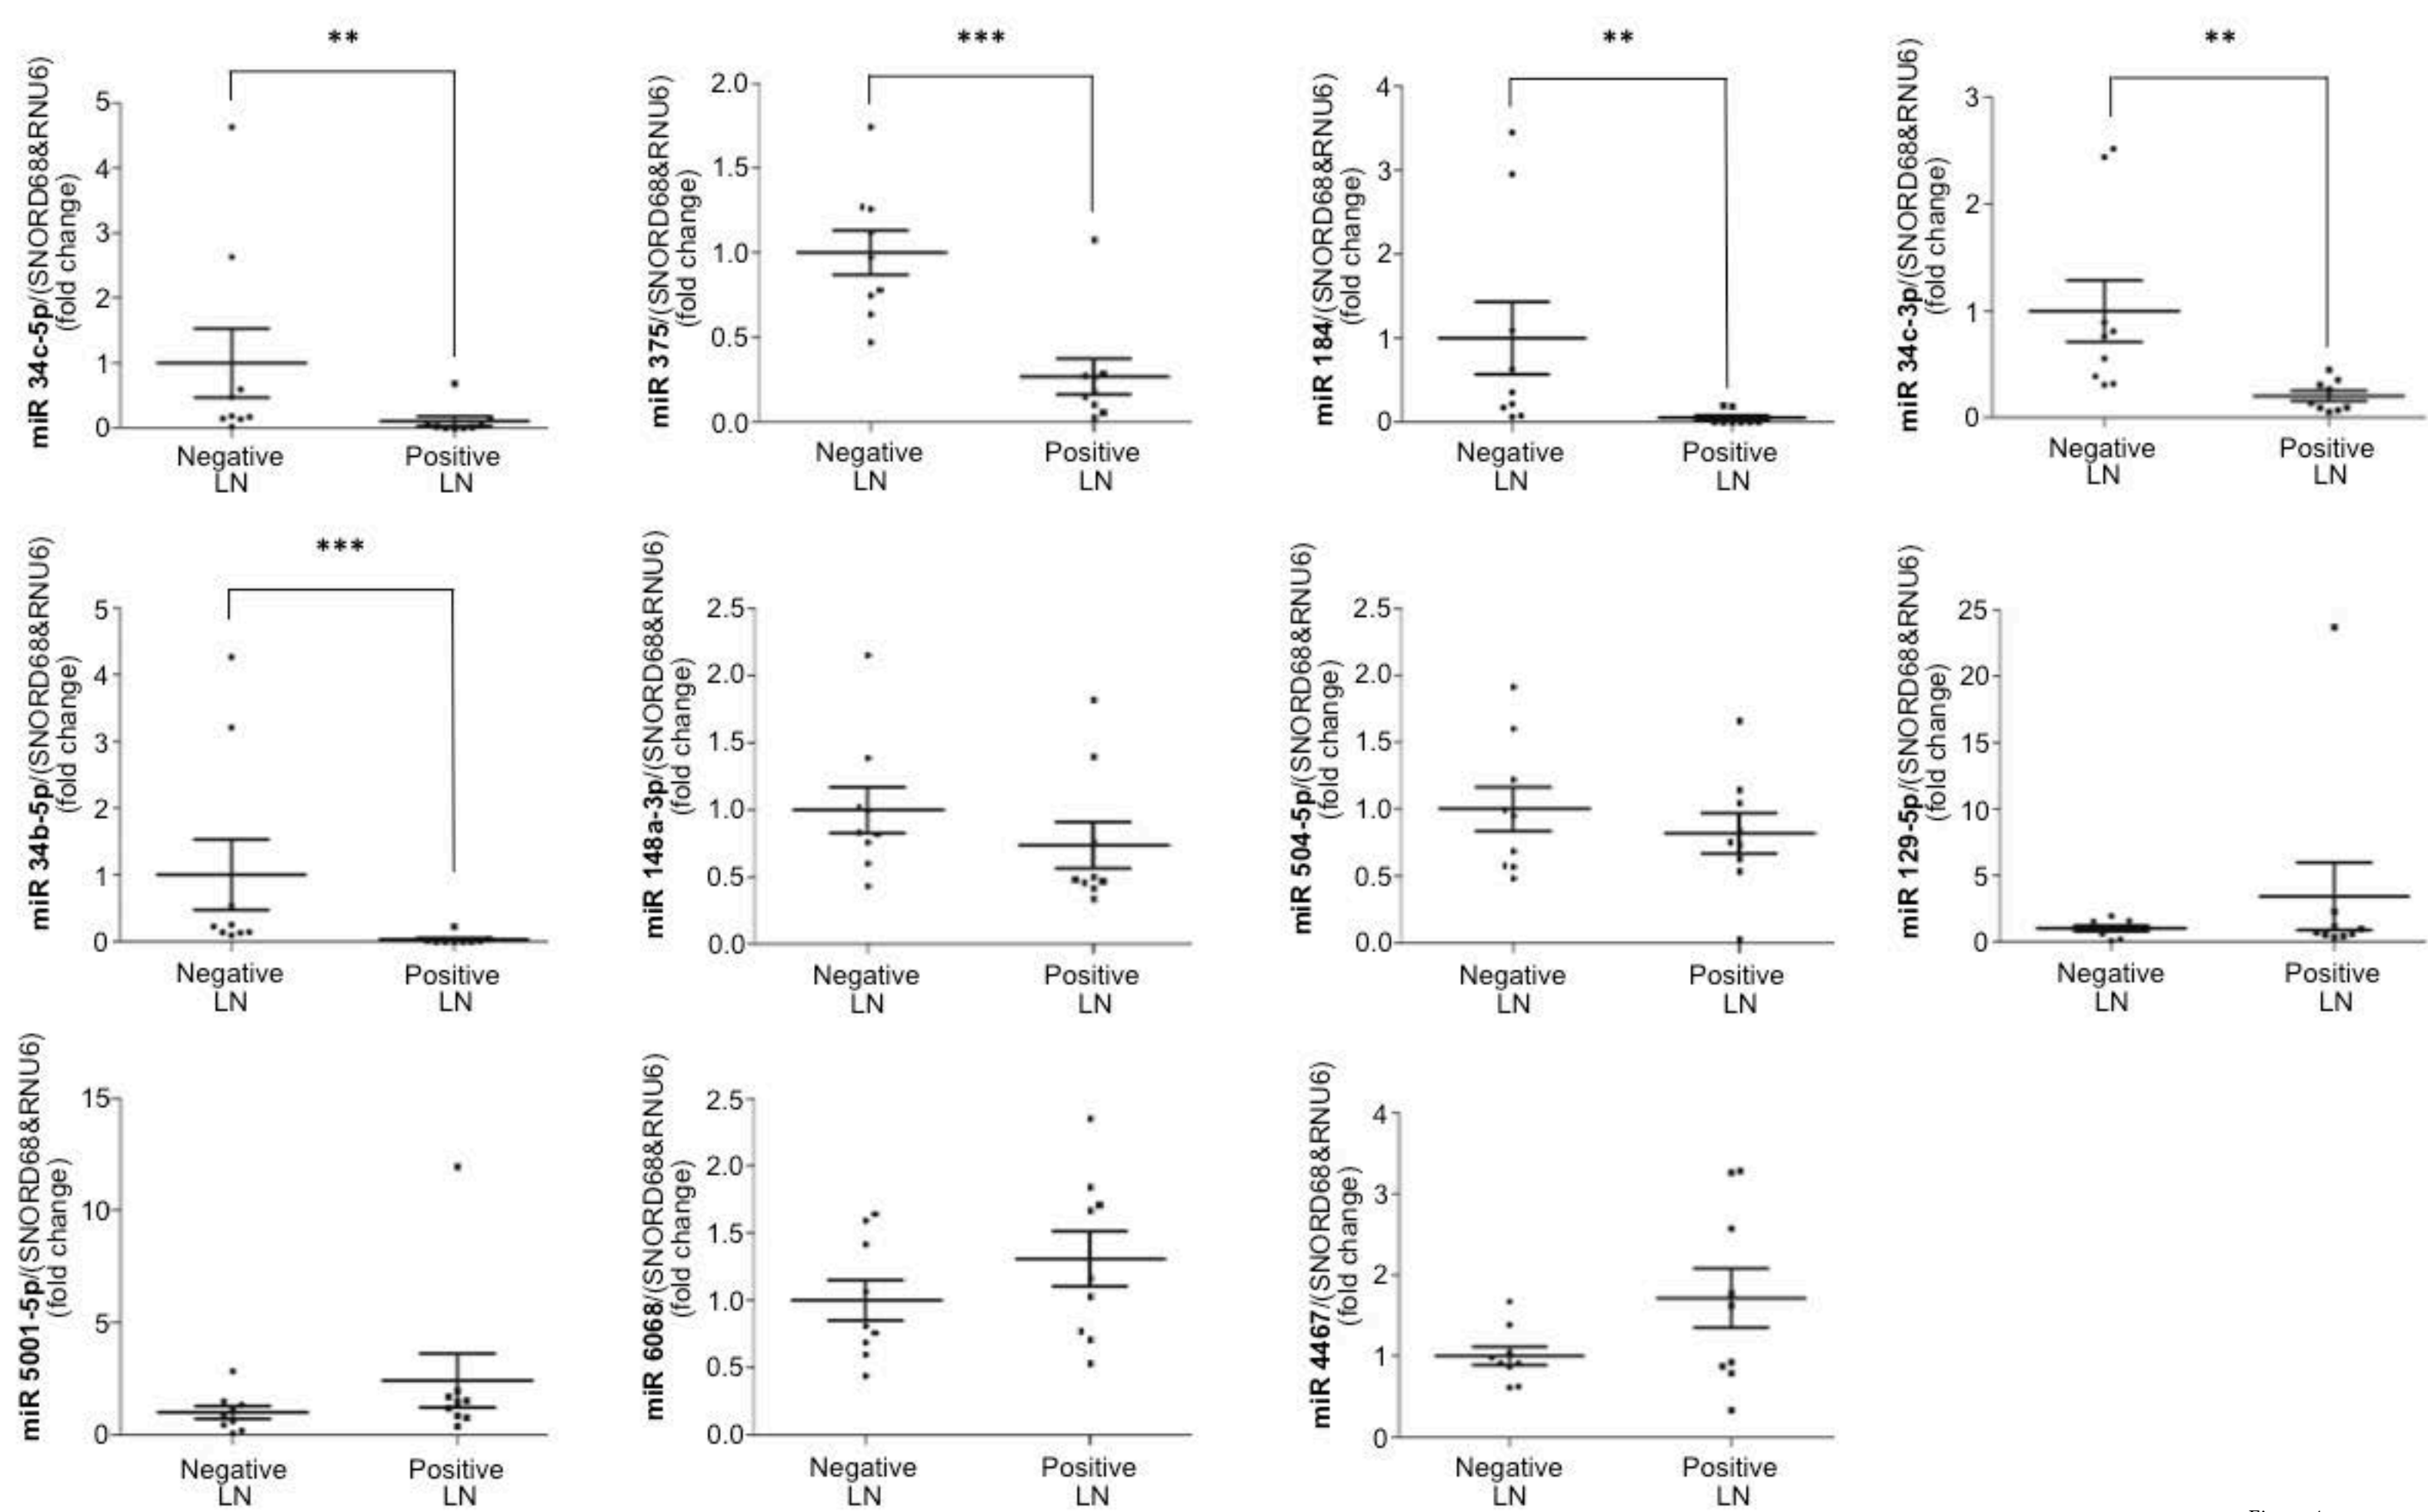 **
miR 34c-5p/(SNORD68&RNU6)
(fold change)
5
4
3
2
1
0
Negative
LN
Positive
LN
***
miR 375/(SNORD68&RNU6)
(fold change)
2.0
1.5
1.0
0.5
0.0
Negative
LN
Positive
LN
**
miR 184/(SNORD68&RNU6)
(fold change)
4
3
2
1
0
Negative
LN
Positive
LN
**
miR 34c-3p/(SNORD68&RNU6)
(fold change)
3
2
1
0
Negative
LN
Positive
LN
***
miR 34b-5p/(SNORD68&RNU6)
(fold change)
5
4
3
2
1
0
Negative
LN
Positive
LN
miR 148a-3p/(SNORD68&RNU6)
(fold change)
2.5
2.0
1.5
1.0
0.5
0.0
Negative
LN
Positive
LN
miR 504-5p/(SNORD68&RNU6)
(fold change)
2.5
2.0
1.5
1.0
0.5
0.0
Negative
LN
Positive
LN
miR 129-5p/(SNORD68&RNU6)
(fold change)
25
20
15
10
5
0
Negative
LN
Positive
LN
miR 5001-5p/(SNORD68&RNU6)
(fold change)
15
10
5
0
Negative
LN
Positive
LN
miR 6068/(SNORD68&RNU6)
(fold change)
2.5
2.0
1.5
1.0
0.5
0.0
Negative
LN
Positive
LN
miR 4467/(SNORD68&RNU6)
(fold change)
4
3
2
1
0
Negative
LN
Positive
LN